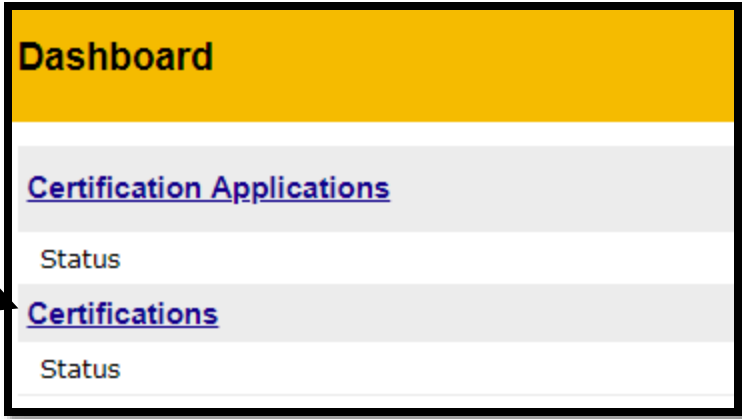 Dashboard
Certification Applications
Status
Certifications
Status